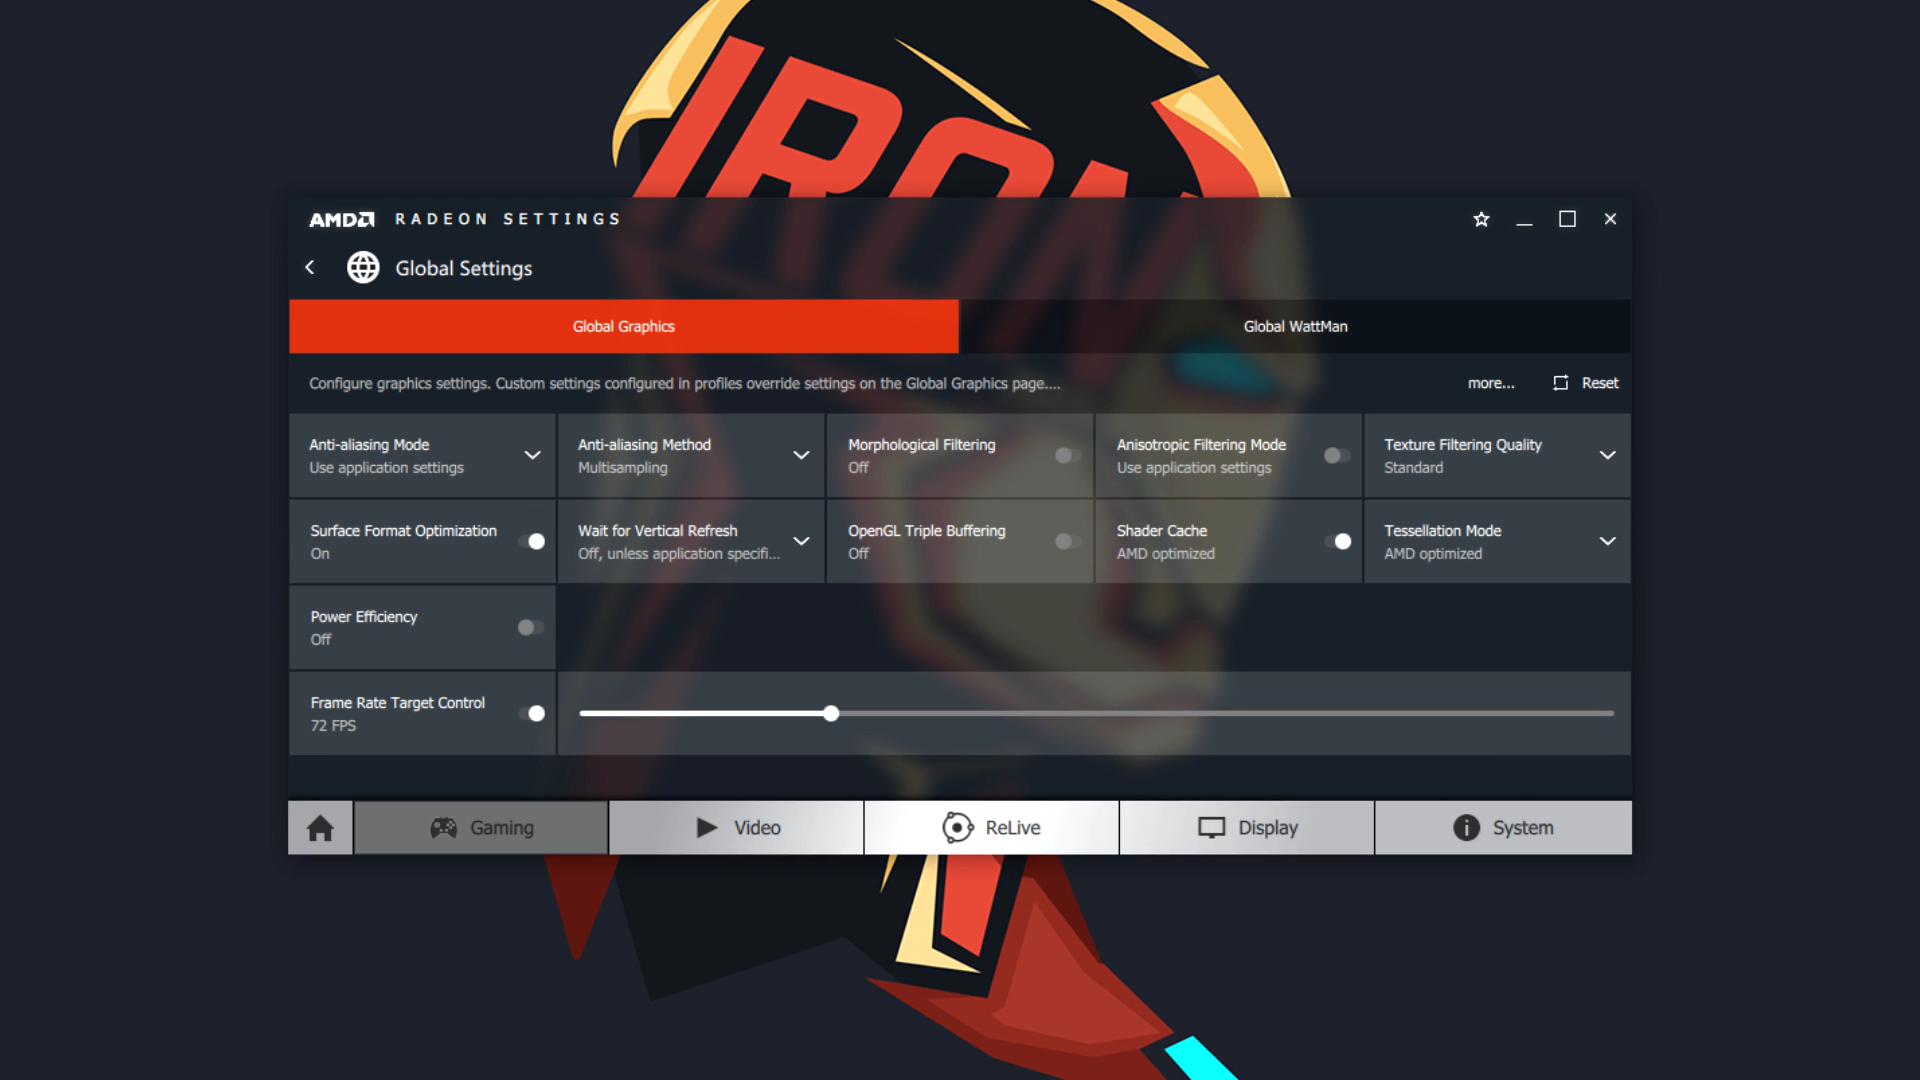 IRON
AMD RADEON SETTINGS
Global Settings
Global Graphics
Global WattMan
Configure graphics settings. Custom settings configured in profiles override settings on the Global Graphics page....
more...
Reset
Anti-aliasing Mode
Use application settings
Anti-aliasing Method
Multisampling
Morphological Filtering
Off
Anisotropic Filtering Mode
Use application settings
Texture Filtering Quality
Standard
Surface Format Optimization
On
Wait for Vertical Refresh
Off, unless application specifi...
OpenGL Triple Buffering
Off
Shader Cache
AMD optimized
Tessellation Mode
AMD optimized
Power Efficiency
Off
Frame Rate Target Control
72 FPS
Gaming
Video
ReLive
Display
System